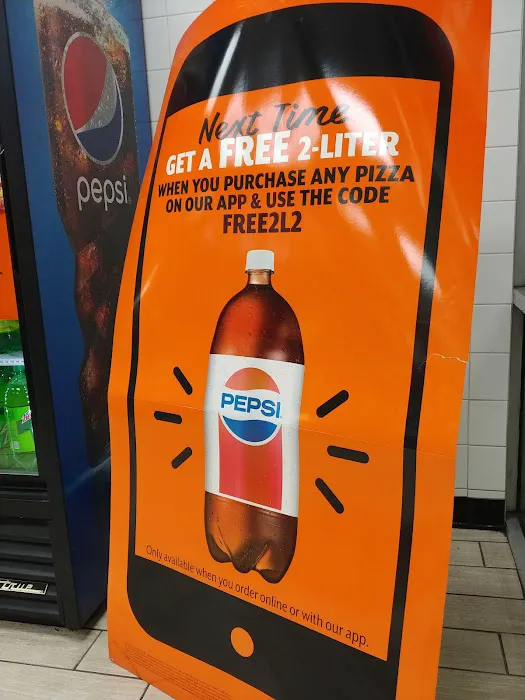 pepsi
Next Time
GET A FREE 2-LITER
WHEN YOU PURCHASE ANY PIZZA
ON OUR APP & USE THE CODE
FREE2L2
PEPSI
Only available when you order online or with our app.